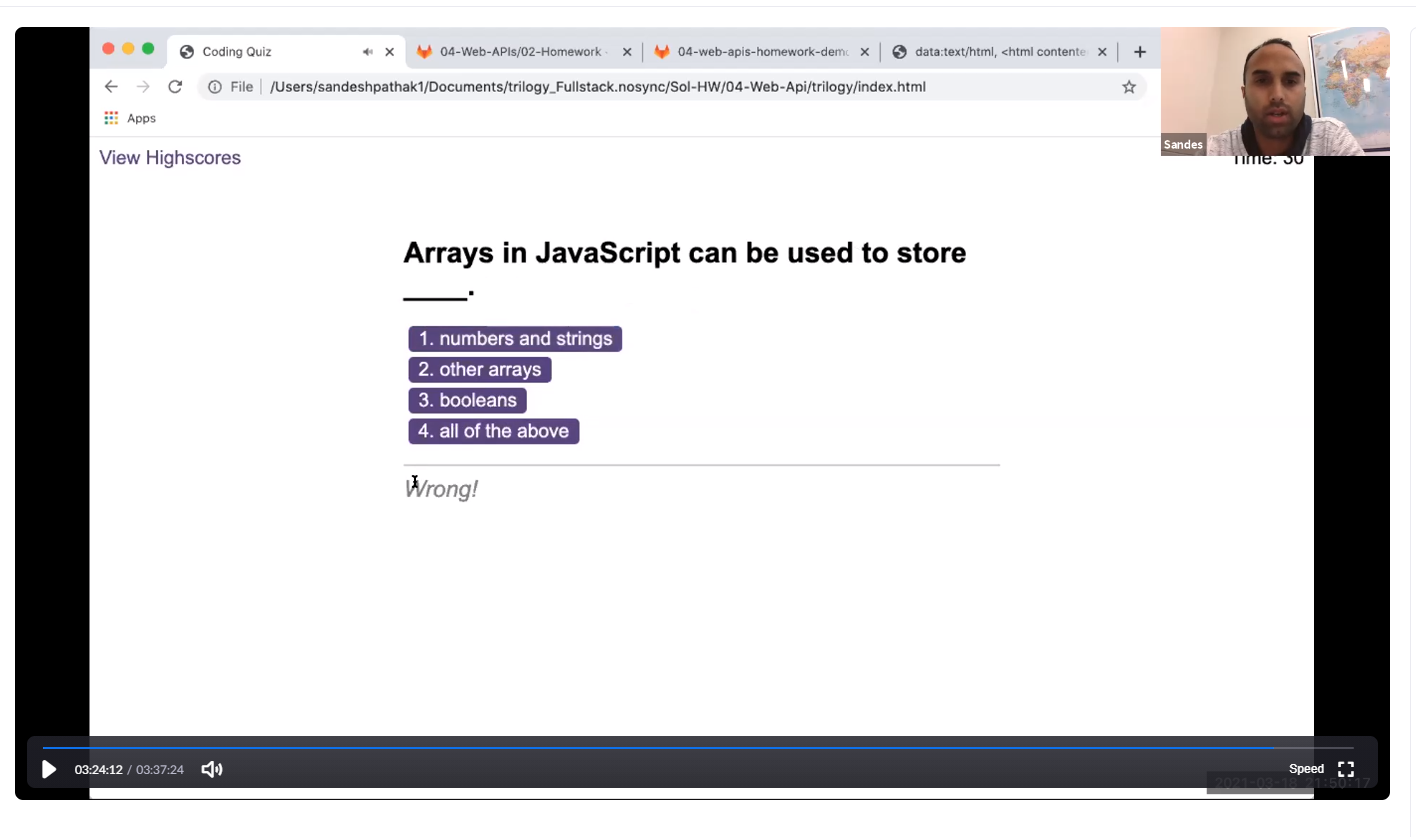 Coding Quiz
04-Web-APIs/02-Homework
04-web-apis-homework-demo
data:text/html, <html contente
File /Users/sandeshpathak1/Documents/trilogy_Fullstack.nosync/Sol-HW/04-Web-Api/trilogy/index.html
Apps
Sandes
View Highscores
Time: 30
Arrays in JavaScript can be used to store
_____.
1. numbers and strings
2. other arrays
3. booleans
4. all of the above
Wrong!
03:24:12 / 03:37:24
Speed
2021-03-18 21:50:17